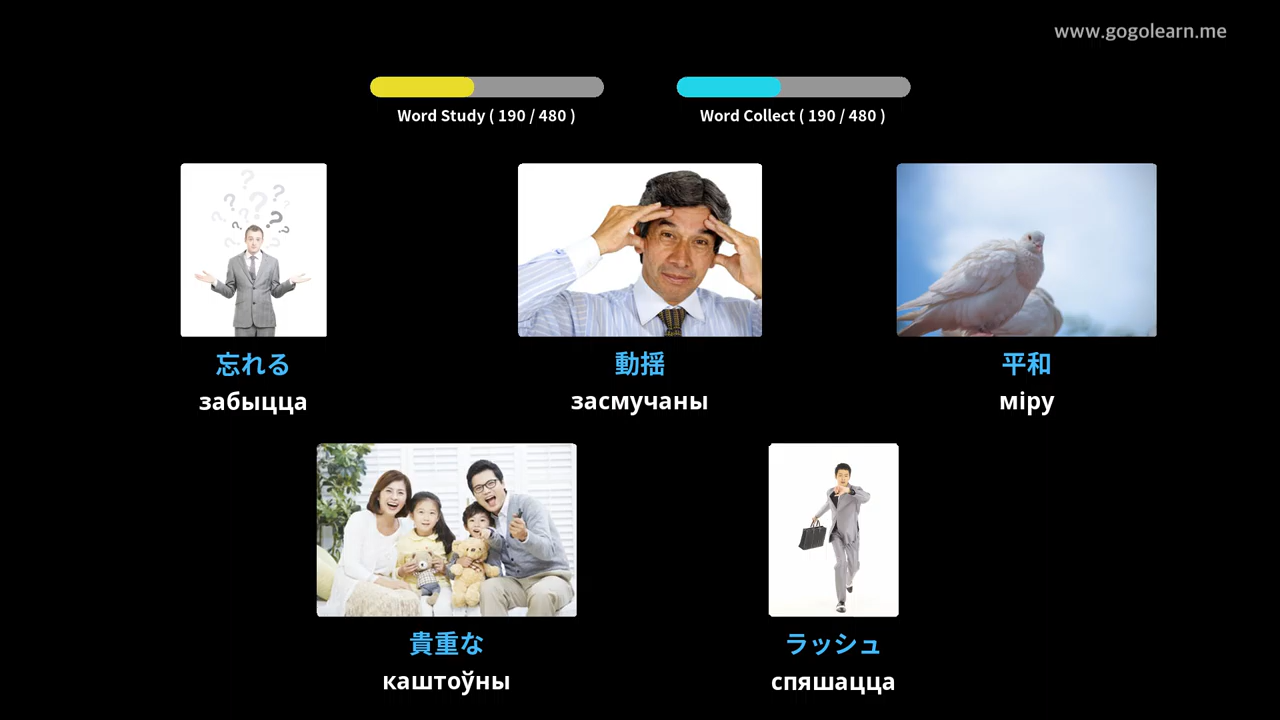 www.gogolearn.me
Word Study ( 190 / 480 )
Word Collect ( 190 / 480 )
忘れる
забыцца
動揺
засмучаны
平和
міру
貴重な
каштоўны
ラッシュ
спяшацца